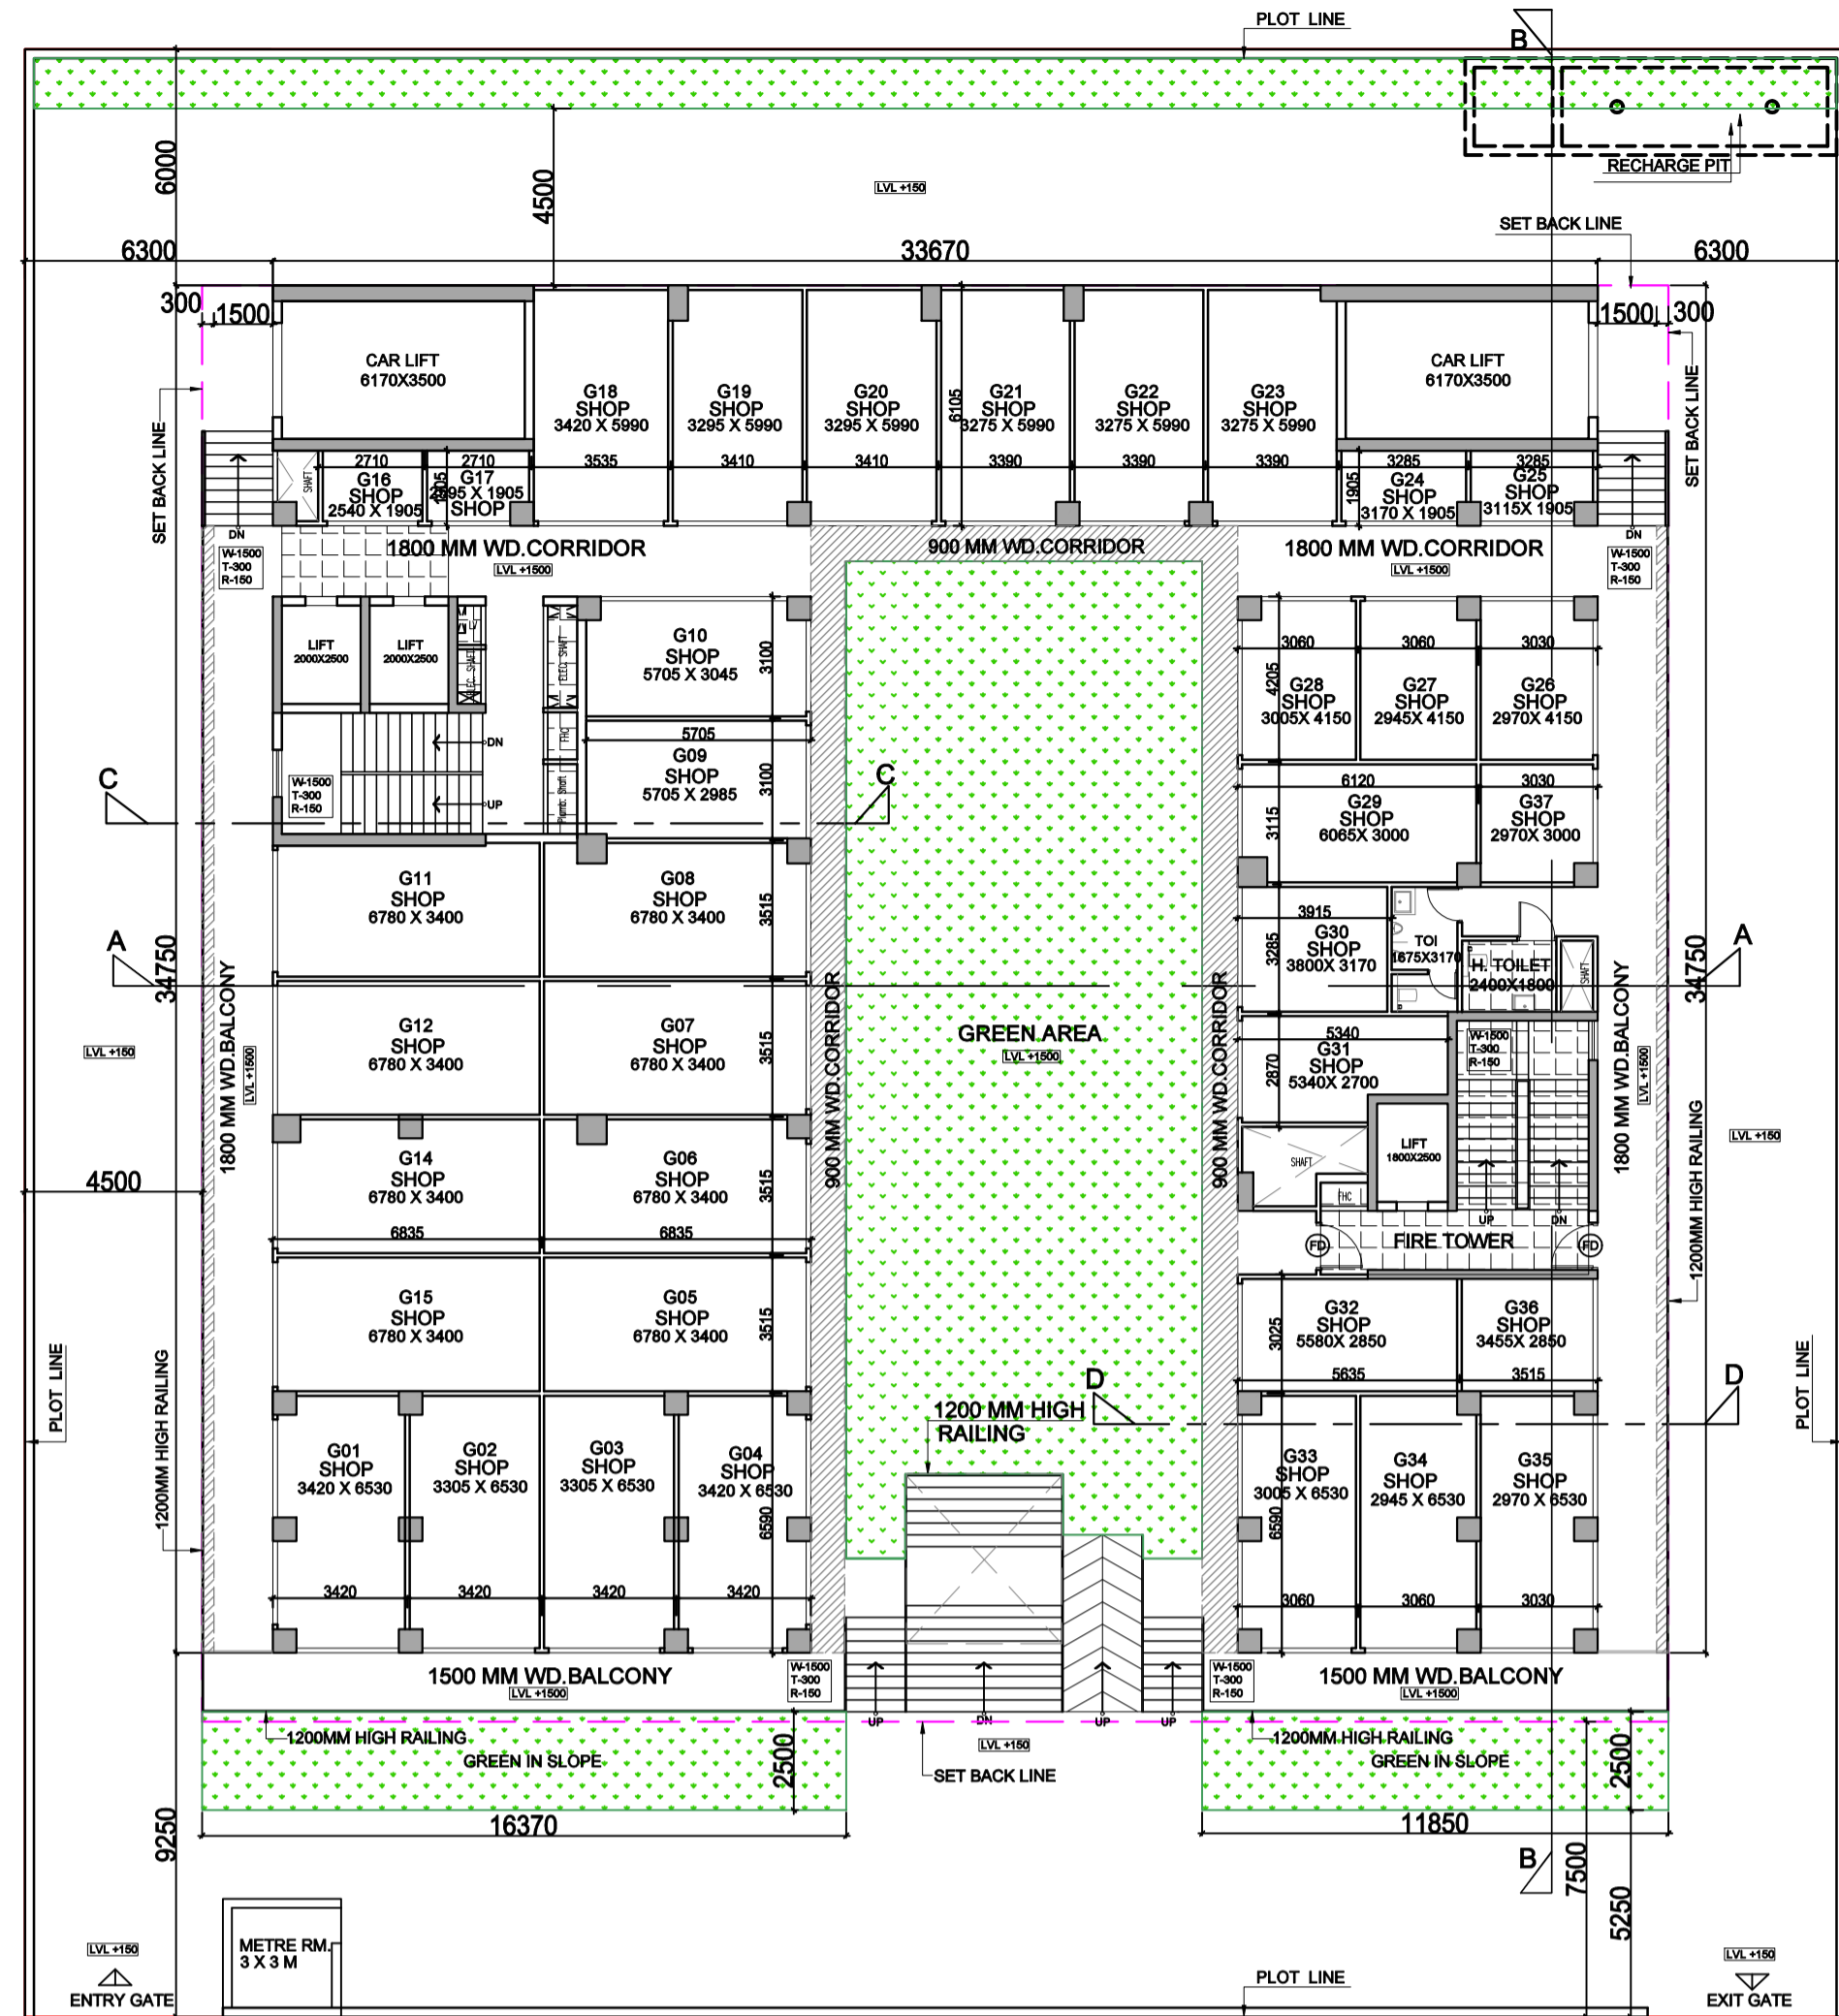 PLOT LINE
B
RECHARGE PIT
6000
4500
LVL +150
SET BACK LINE
6300
33670
6300
300
1500
1500
300
CAR LIFT
6170X3500
G18
SHOP
3420 X 5990
G19
SHOP
3295 X 5990
G20
SHOP
3295 X 5990
6105
G21
SHOP
3275 X 5990
G22
SHOP
3275 X 5990
G23
SHOP
3275 X 5990
CAR LIFT
6170X3500
SET BACK LINE
SET BACK LINE
2710
2710
3535
3410
3410
3390
3390
3390
3285
3285
SHAFT
G16
SHOP
2540 X 1905
G17
SHOP
1905
G24
SHOP
3170 X 1905
G25
SHOP
3115X 1905
DN
DN
W-1500
T-300
R-150
1800 MM WD.CORRIDOR
LVL +1500
900 MM WD.CORRIDOR
1800 MM WD.CORRIDOR
LVL +1500
W-1500
T-300
R-150
LIFT
2000X2500
LIFT
2000X2500
ELEC. SHAFT
ELEC. SHAFT
FHC
Plumb. Shaft
G10
SHOP
5705 X 3045
3100
5705
G09
SHOP
5705 X 2985
3100
DN
UP
W-1500
T-300
R-150
3060
3060
3030
4205
G28
SHOP
3005X 4150
G27
SHOP
2945X 4150
G26
SHOP
2970X 4150
6120
3030
3115
G29
SHOP
6065X 3000
G37
SHOP
2970X 3000
C
C
G11
SHOP
6780 X 3400
G08
SHOP
6780 X 3400
3515
3915
3285
G30
SHOP
3800X 3170
TOI
1675X3170
H. TOILET
2400X1800
SHAFT
A
A
34750
34750
1800 MM WD.BALCONY
LVL +1500
LVL +150
G12
SHOP
6780 X 3400
G07
SHOP
6780 X 3400
3515
900 MM WD.CORRIDOR
GREEN AREA
LVL +1500
900 MM WD.CORRIDOR
5340
2870
G31
SHOP
5340X 2700
W-1500
T-300
R-150
1800 MM WD.BALCONY
LVL +1500
LVL +150
4500
G14
SHOP
6780 X 3400
G06
SHOP
6780 X 3400
3515
6835
6835
SHAFT
FHC
LIFT
1800X2500
UP
DN
FD
FIRE TOWER
FD
1200MM HIGH RAILING
G15
SHOP
6780 X 3400
G05
SHOP
6780 X 3400
3515
3025
G32
SHOP
5580X 2850
5635
G36
SHOP
3455X 2850
3515
PLOT LINE
1200MM HIGH RAILING
PLOT LINE
1200 MM HIGH
RAILING
D
D
G01
SHOP
3420 X 6530
G02
SHOP
3305 X 6530
G03
SHOP
3305 X 6530
G04
SHOP
3420 X 6530
6590
3420
3420
3420
3420
G33
SHOP
3005 X 6530
6590
G34
SHOP
2945 X 6530
G35
SHOP
2970 X 6530
3060
3060
3030
1500 MM WD.BALCONY
LVL +1500
W-1500
T-300
R-150
W-1500
T-300
R-150
1500 MM WD.BALCONY
LVL +1500
UP
DN
UP
UP
1200MM HIGH RAILING
GREEN IN SLOPE
2500
LVL +150
SET BACK LINE
1200MM HIGH RAILING
GREEN IN SLOPE
2500
16370
11850
9250
B
7500
5250
METRE RM.
3 X 3 M
LVL +150
ENTRY GATE
PLOT LINE
LVL +150
EXIT GATE